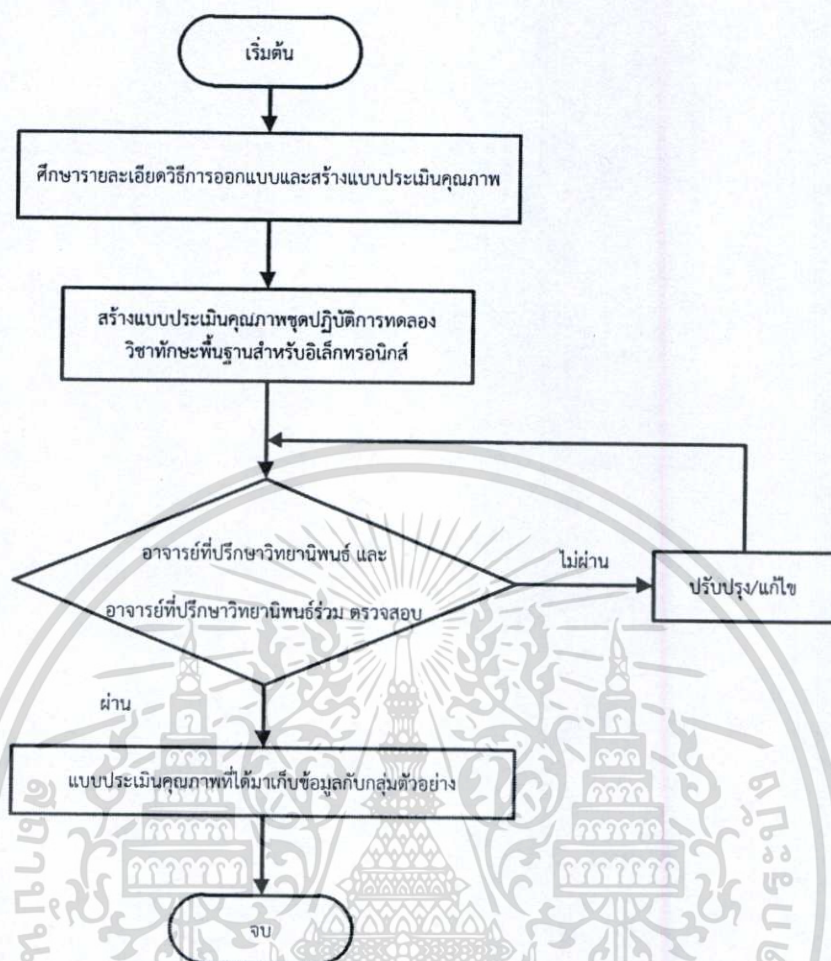 เริ่มต้น
ศึกษารายละเอียดวิธีการออกแบบและสร้างแบบประเมินคุณภาพ
สร้างแบบประเมินคุณภาพชุดปฏิบัติการทดลอง
วิชาทักษะพื้นฐานสำหรับอิเล็กทรอนิกส์
อาจารย์ที่ปรึกษาวิทยานิพนธ์ และ
อาจารย์ที่ปรึกษาวิทยานิพนธ์ร่วม ตรวจสอบ
ไม่ผ่าน
ปรับปรุง/แก้ไข
ผ่าน
แบบประเมินคุณภาพที่ได้มาเก็บข้อมูลกับกลุ่มตัวอย่าง
จบ